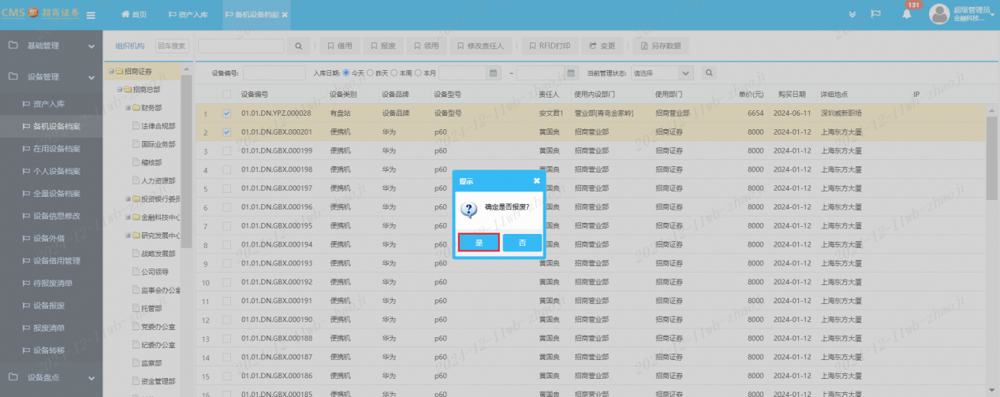 CMS 招商证券 首页 资产入库 备机设备档案 131 超级管理员 金融科技...
基础管理 组织机构 回车搜索 借用 报废 领用 修改责任人 RFID打印 变更 另存数据
设备管理 招商证券 设备编号: 入库日期: 今天 昨天 本周 本月 ~ 当前管理状态: 请选择
招商总部 设备编号 设备类别 设备品牌 设备型号 责任人 使用内设部门 使用部门 单价(元) 购买日期 详细地点 IP
资产入库 财务部 1 01.01.DN.YPZ.000028 有盘站 设备品牌 设备型号 安文君1 营业部[青岛金家岭] 招商营业部 6654 2024-06-11 深圳威新职场
备机设备档案 法律合规部 2 01.01.DN.GBX.000201 便携机 华为 p60 黄国良 招商营业部 招商证券 8000 2024-01-12 上海东方大厦
在用设备档案 国际业务部 3 01.01.DN.GBX.000199 便携机 华为 p60 黄国良 招商营业部 招商证券 8000 2024-01-12 上海东方大厦
个人设备档案 稽核部 4 01.01.DN.GBX.000198 便携机 华为 p60 国良 招商营业部 招商证券 8000 2024-01-12 上海东方大厦
人力资源部 提示
全量设备档案 投资银行委员 5 01.01.DN.GBX.000197 便携机 华为 p60 国良 招商营业部 招商证券 8000 2024-01-12 上海东方大厦
设备信息修改 金融科技中心 6 01.01.DN.GBX.000196 便携机 华为 p60 确定是否报废? 国良 招商营业部 招商证券 8000 2024-01-12 上海东方大厦
设备外借 研究发展中心 7 01.01.DN.GBX.000195 便携机 华为 p60 国良 招商营业部 招商证券 8000 2024-01-12 上海东方大厦
战略发展部 8 01.01.DN.GBX.000194 便携机 华为 p60 是 否 国良 招商营业部 招商证券 8000 2024-01-12 上海东方大厦
设备借用管理 公司领导 9 01.01.DN.GBX.000193 便携机 华为 p60 黄国良 招商营业部 招商证券 8000 2024-01-12 上海东方大厦
待报废清单 监事会办公室 10 01.01.DN.GBX.000192 便携机 华为 p60 黄国良 招商营业部 招商证券 8000 2024-01-12 上海东方大厦
设备报废 托管部 11 01.01.DN.GBX.000191 便携机 华为 p60 黄国良 招商营业部 招商证券 8000 2024-01-12 上海东方大厦
报废清单 党委办公室 12 01.01.DN.GBX.000190 便携机 华为 p60 黄国良 招商营业部 招商证券 8000 2024-01-12 上海东方大厦
设备转移 纪委办公室 13 01.01.DN.GBX.000188 便携机 华为 p60 黄国良 招商营业部 招商证券 8000 2024-01-12 上海东方大厦
监察部 14 01.01.DN.GBX.000187 便携机 华为 p60 黄国良 招商营业部 招商证券 8000 2024-01-12 上海东方大厦
设备盘点 资金管理部 15 01.01.DN.GBX.000186 便携机 华为 p60 黄国良 招商营业部 招商证券 8000 2024-01-12 上海东方大厦
16 01.01.DN.GBX.000185 便携机 华为 p60 黄国良 招商营业部 招商证券 8000 2024-01-12 上海东方大厦